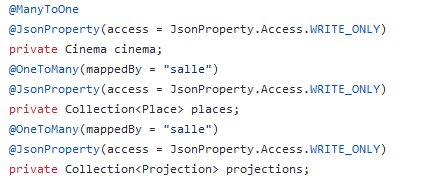 @ManyToOne
@JsonProperty(access = JsonProperty.Access.WRITE_ONLY)
private Cinema cinema;
@OneToMany(mappedBy = "salle")
@JsonProperty(access = JsonProperty.Access.WRITE_ONLY)
private Collection<Place> places;
@OneToMany(mappedBy = "salle")
@JsonProperty(access = JsonProperty.Access.WRITE_ONLY)
private Collection<Projection> projections;